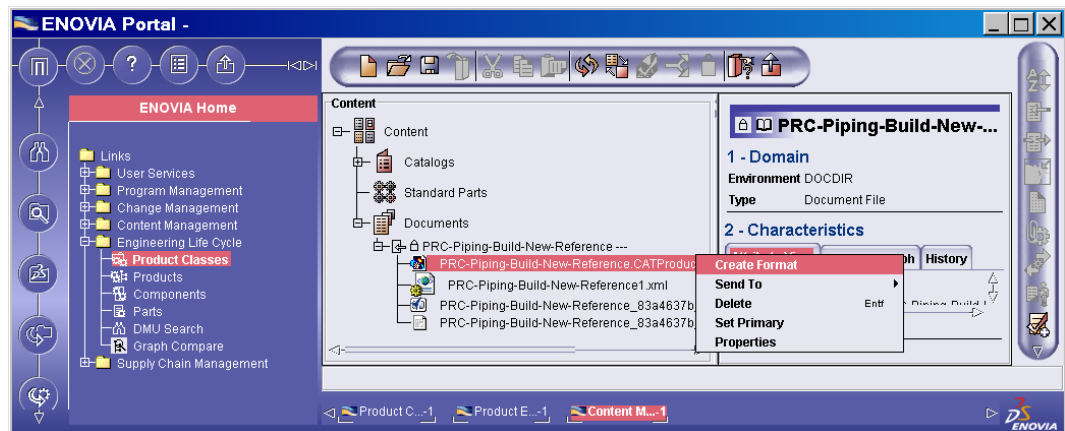 ENOVIA Portal -
?
ENOVIA Home
Links
User Services
Program Management
Change Management
Content Management
Engineering Life Cycle
Product Classes
Products
Components
Parts
DMU Search
Graph Compare
Supply Chain Management
Content
Content
Catalogs
Standard Parts
Documents
PRC-Piping-Build-New-Reference ---
PRC-Piping-Build-New-Reference.CATProduc
PRC-Piping-Build-New-Reference1.xml
PRC-Piping-Build-New-Reference_83a4637b
PRC-Piping-Build-New-Reference_83a4637b
PRC-Piping-Build-New-...
1 - Domain
Environment DOCDIR
Type Document File
2 - Characteristics
ph History
Create Format
Send To
Delete Entf
Set Primary
Properties
Product C...-1
Product E...-1
Content M...-1
ENOVIA